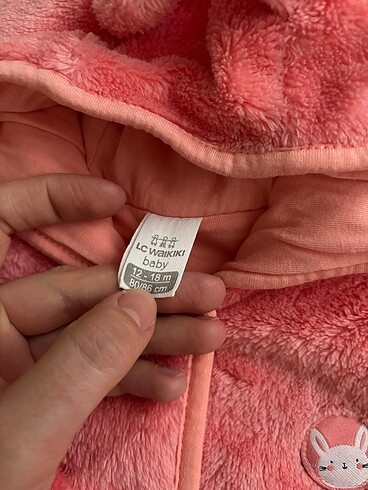 LC WAIKIKI
baby
12 - 18 m
80/86 cm